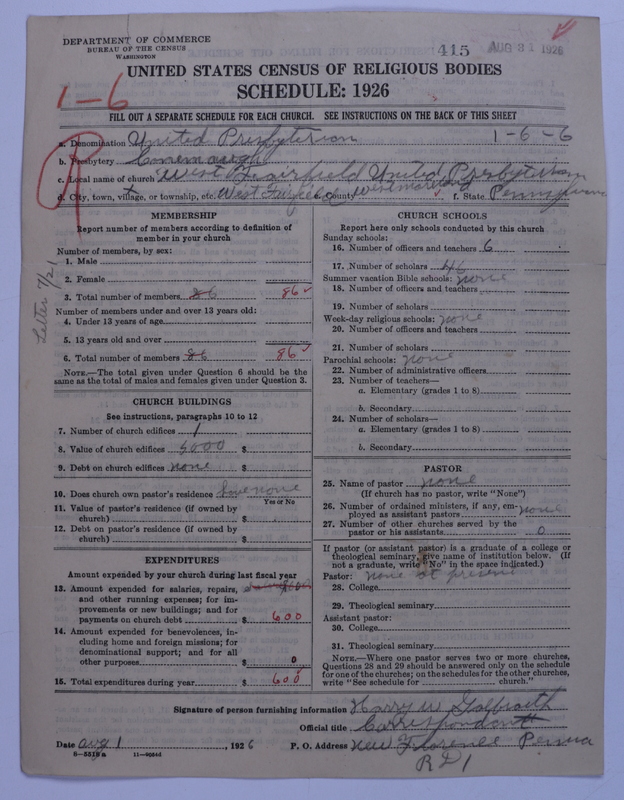 DEPARTMENT OF COMMERCE
BUREAU OF THE CENSUS
WASHINGTON
415 AUG 31 1926
UNITED STATES CENSUS OF RELIGIOUS BODIES
SCHEDULE: 1926
1-6
FILL OUT A SEPARATE SCHEDULE FOR EACH CHURCH. SEE INSTRUCTIONS ON THE BACK OF THIS SHEET
R
a. Denomination United Presbyterian 1-6-6
b. Presbytery Conemaugh
c. Local name of church West Fairfield United Presbyterian
d. City, town, village, or township, etc. West Fairfield e. County Westmoreland f. State Pennsylvania
Letter 7/21
MEMBERSHIP
Report number of members according to definition of
member in your church
Number of members, by sex:
1. Male
2. Female
3. Total number of members 86 86 ✓
Number of members under and over 13 years old:
4. Under 13 years of age
5. 13 years old and over
6. Total number of members 86 86 ✓
NOTE.—The total given under Question 6 should be the
same as the total of males and females given under Question 3.
CHURCH BUILDINGS
See instructions, paragraphs 10 to 12
7. Number of church edifices 1
8. Value of church edifices 5000 $
9. Debt on church edifices none $
10. Does church own pastor's residence have none
Yes or No
11. Value of pastor's residence (if owned by
church) $
12. Debt on pastor's residence (if owned by
church) $
EXPENDITURES
Amount expended by your church during last fiscal year
13. Amount expended for salaries, repairs,
and other running expenses; for im-
provements or new buildings; and for
payments on church debt $ 600
14. Amount expended for benevolences, in-
cluding home and foreign missions; for
denominational support; and for all
other purposes $ 0
15. Total expenditures during year $ 600
CHURCH SCHOOLS
Report here only schools conducted by this church
Sunday schools:
16. Number of officers and teachers 6
17. Number of scholars 46
Summer vacation Bible schools: none
18. Number of officers and teachers
19. Number of scholars
Week-day religious schools: none
20. Number of officers and teachers
21. Number of scholars
Parochial schools: none
22. Number of administrative officers
23. Number of teachers—
a. Elementary (grades 1 to 8)
b. Secondary
24. Number of scholars—
a. Elementary (grades 1 to 8)
b. Secondary
PASTOR
25. Name of pastor none
(If church has no pastor, write "None")
26. Number of ordained ministers, if any, em-
ployed as assistant pastors none
27. Number of other churches served by the
pastor or his assistants 0
If pastor (or assistant pastor) is a graduate of a college or
theological seminary, give name of institution below. (If
not a graduate, write "No" in the space indicated.)
Pastor: none at present
28. College
29. Theological seminary
Assistant pastor:
30. College
31. Theological seminary
NOTE.—Where one pastor serves two or more churches,
Questions 28 and 29 should be answered only on the schedule
for one of the churches; on the schedules for the other churches,
write "See schedule for church."
Signature of person furnishing information Harry W Galbraith
Official title Correspondent
Date Aug 1, 1926 P. O. Address New Florence Penna
8—5518a 11—9054d
RD1